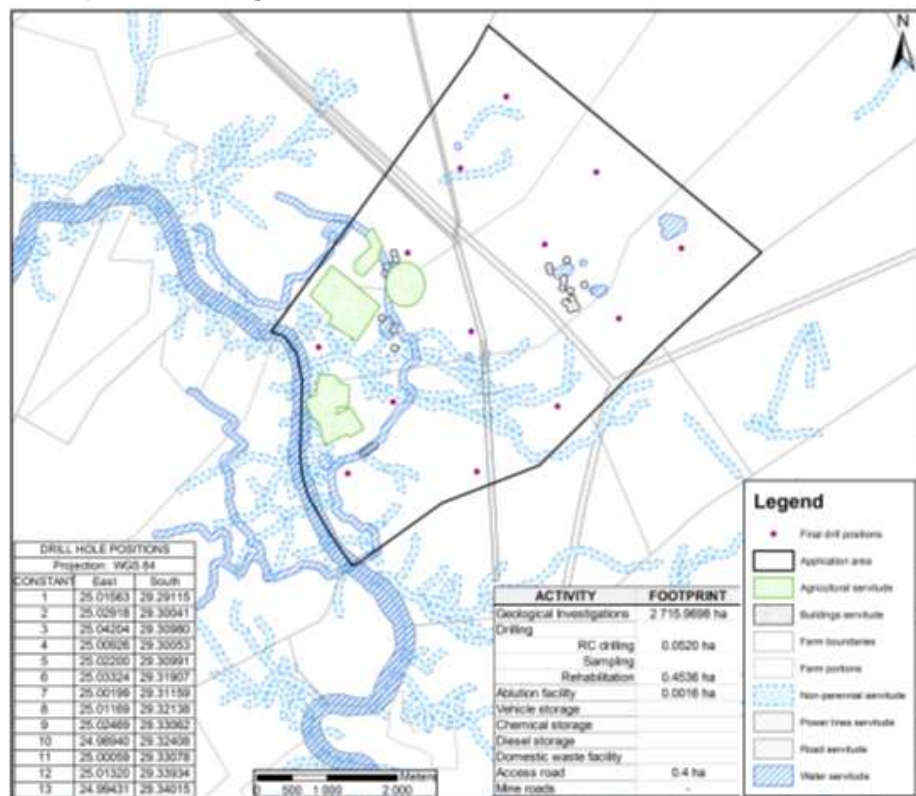 N
DRILL HOLE POSITIONS
Projection: WGS 84
CONSTANT East South
1 25.01563 29.29115
2 25.02918 29.30041
3 25.04204 29.30980
4 25.00926 29.30053
5 25.02200 29.30991
6 25.03324 29.31907
7 25.00199 29.31159
8 25.01169 29.32138
9 25.02469 29.33062
10 24.98940 29.32408
11 25.00059 29.33078
12 25.01320 29.33934
13 24.99431 29.34015
Meters
0 500 1 000 2 000
ACTIVITY FOOTPRINT
Geological Investigations 2 715.9698 ha
Drilling
RC drilling 0.0520 ha
Sampling
Rehabilitation 0.4536 ha
Ablution facility 0.0016 ha
Vehicle storage
Chemical storage
Diesel storage
Domestic waste facility
Access road 0.4 ha
Mine roads -
Legend
Final drill positions
Application area
Agricultural servitude
Buildings servitude
Farm boundaries
Farm portions
Non-perennial servitude
Power lines servitude
Road servitude
Water servitude